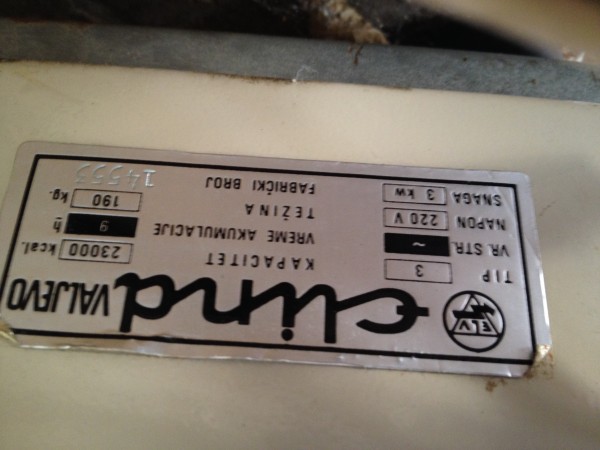 ELV elind VALJEVO
TIP 3 KAPACITET 23000 kcal.
VR. STR. ~ VREME AKUMULACIJE 9 h
NAPON 220 V TEŽINA 190 kg.
SNAGA 3 kw FABRIČKI BROJ 14555